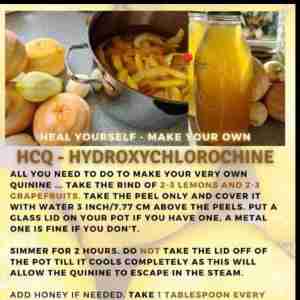 HEAL YOURSELF - MAKE YOUR OWN
HCQ - HYDROXYCHLOROCHINE
ALL YOU NEED TO DO TO MAKE YOUR VERY OWN
QUININE ... TAKE THE RIND OF 2-3 LEMONS AND 2-3
GRAPEFRUITS. TAKE THE PEEL ONLY AND COVER IT
WITH WATER 3 INCH/7.77 CM ABOVE THE PEELS. PUT A
GLASS LID ON YOUR POT IF YOU HAVE ONE, A METAL
ONE IS FINE IF YOU DON'T.
SIMMER FOR 2 HOURS. DO NOT TAKE THE LID OFF OF
THE POT TILL IT COOLS COMPLETELY AS THIS WILL
ALLOW THE QUININE TO ESCAPE IN THE STEAM.
ADD HONEY IF NEEDED. TAKE 1 TABLESPOON EVERY